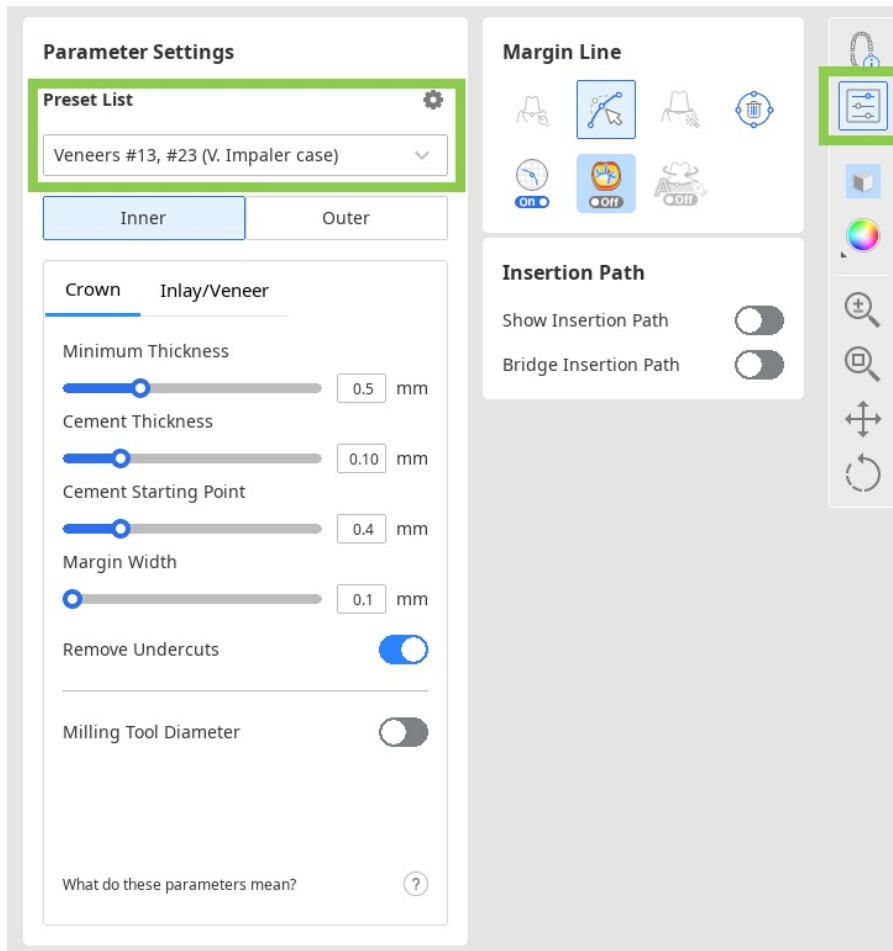 Parameter Settings
Preset List
Veneers #13, #23 (V. Impaler case)
Inner Outer
Crown Inlay/Veneer
Minimum Thickness
0.5 mm
Cement Thickness
0.10 mm
Cement Starting Point
0.4 mm
Margin Width
0.1 mm
Remove Undercuts
Milling Tool Diameter
What do these parameters mean? ?
Margin Line
On Off Off
Insertion Path
Show Insertion Path
Bridge Insertion Path